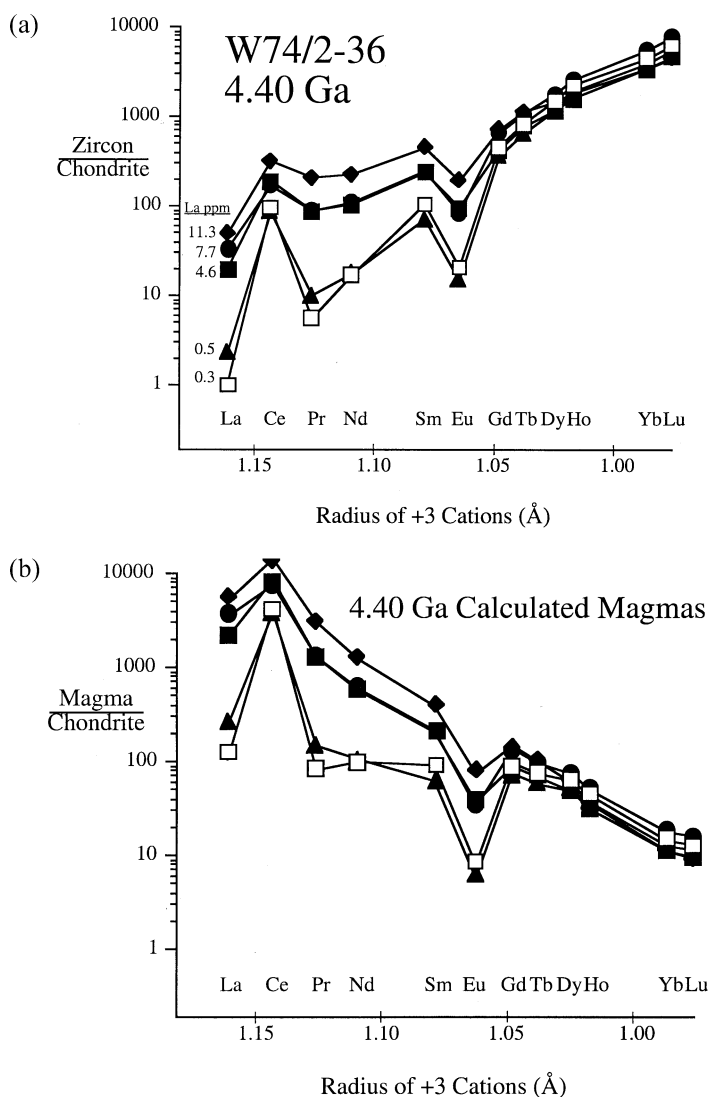 (a)
W74/2-36
4.40 Ga
10000
1000
100
10
1
Zircon
Chondrite
La ppm
11.3
7.7
4.6
0.5
0.3
La Ce Pr Nd Sm Eu Gd Tb Dy Ho Yb Lu
1.15 1.10 1.05 1.00
Radius of +3 Cations (Å)
(b)
4.40 Ga Calculated Magmas
10000
1000
100
10
1
Magma
Chondrite
La Ce Pr Nd Sm Eu Gd Tb Dy Ho Yb Lu
1.15 1.10 1.05 1.00
Radius of +3 Cations (Å)